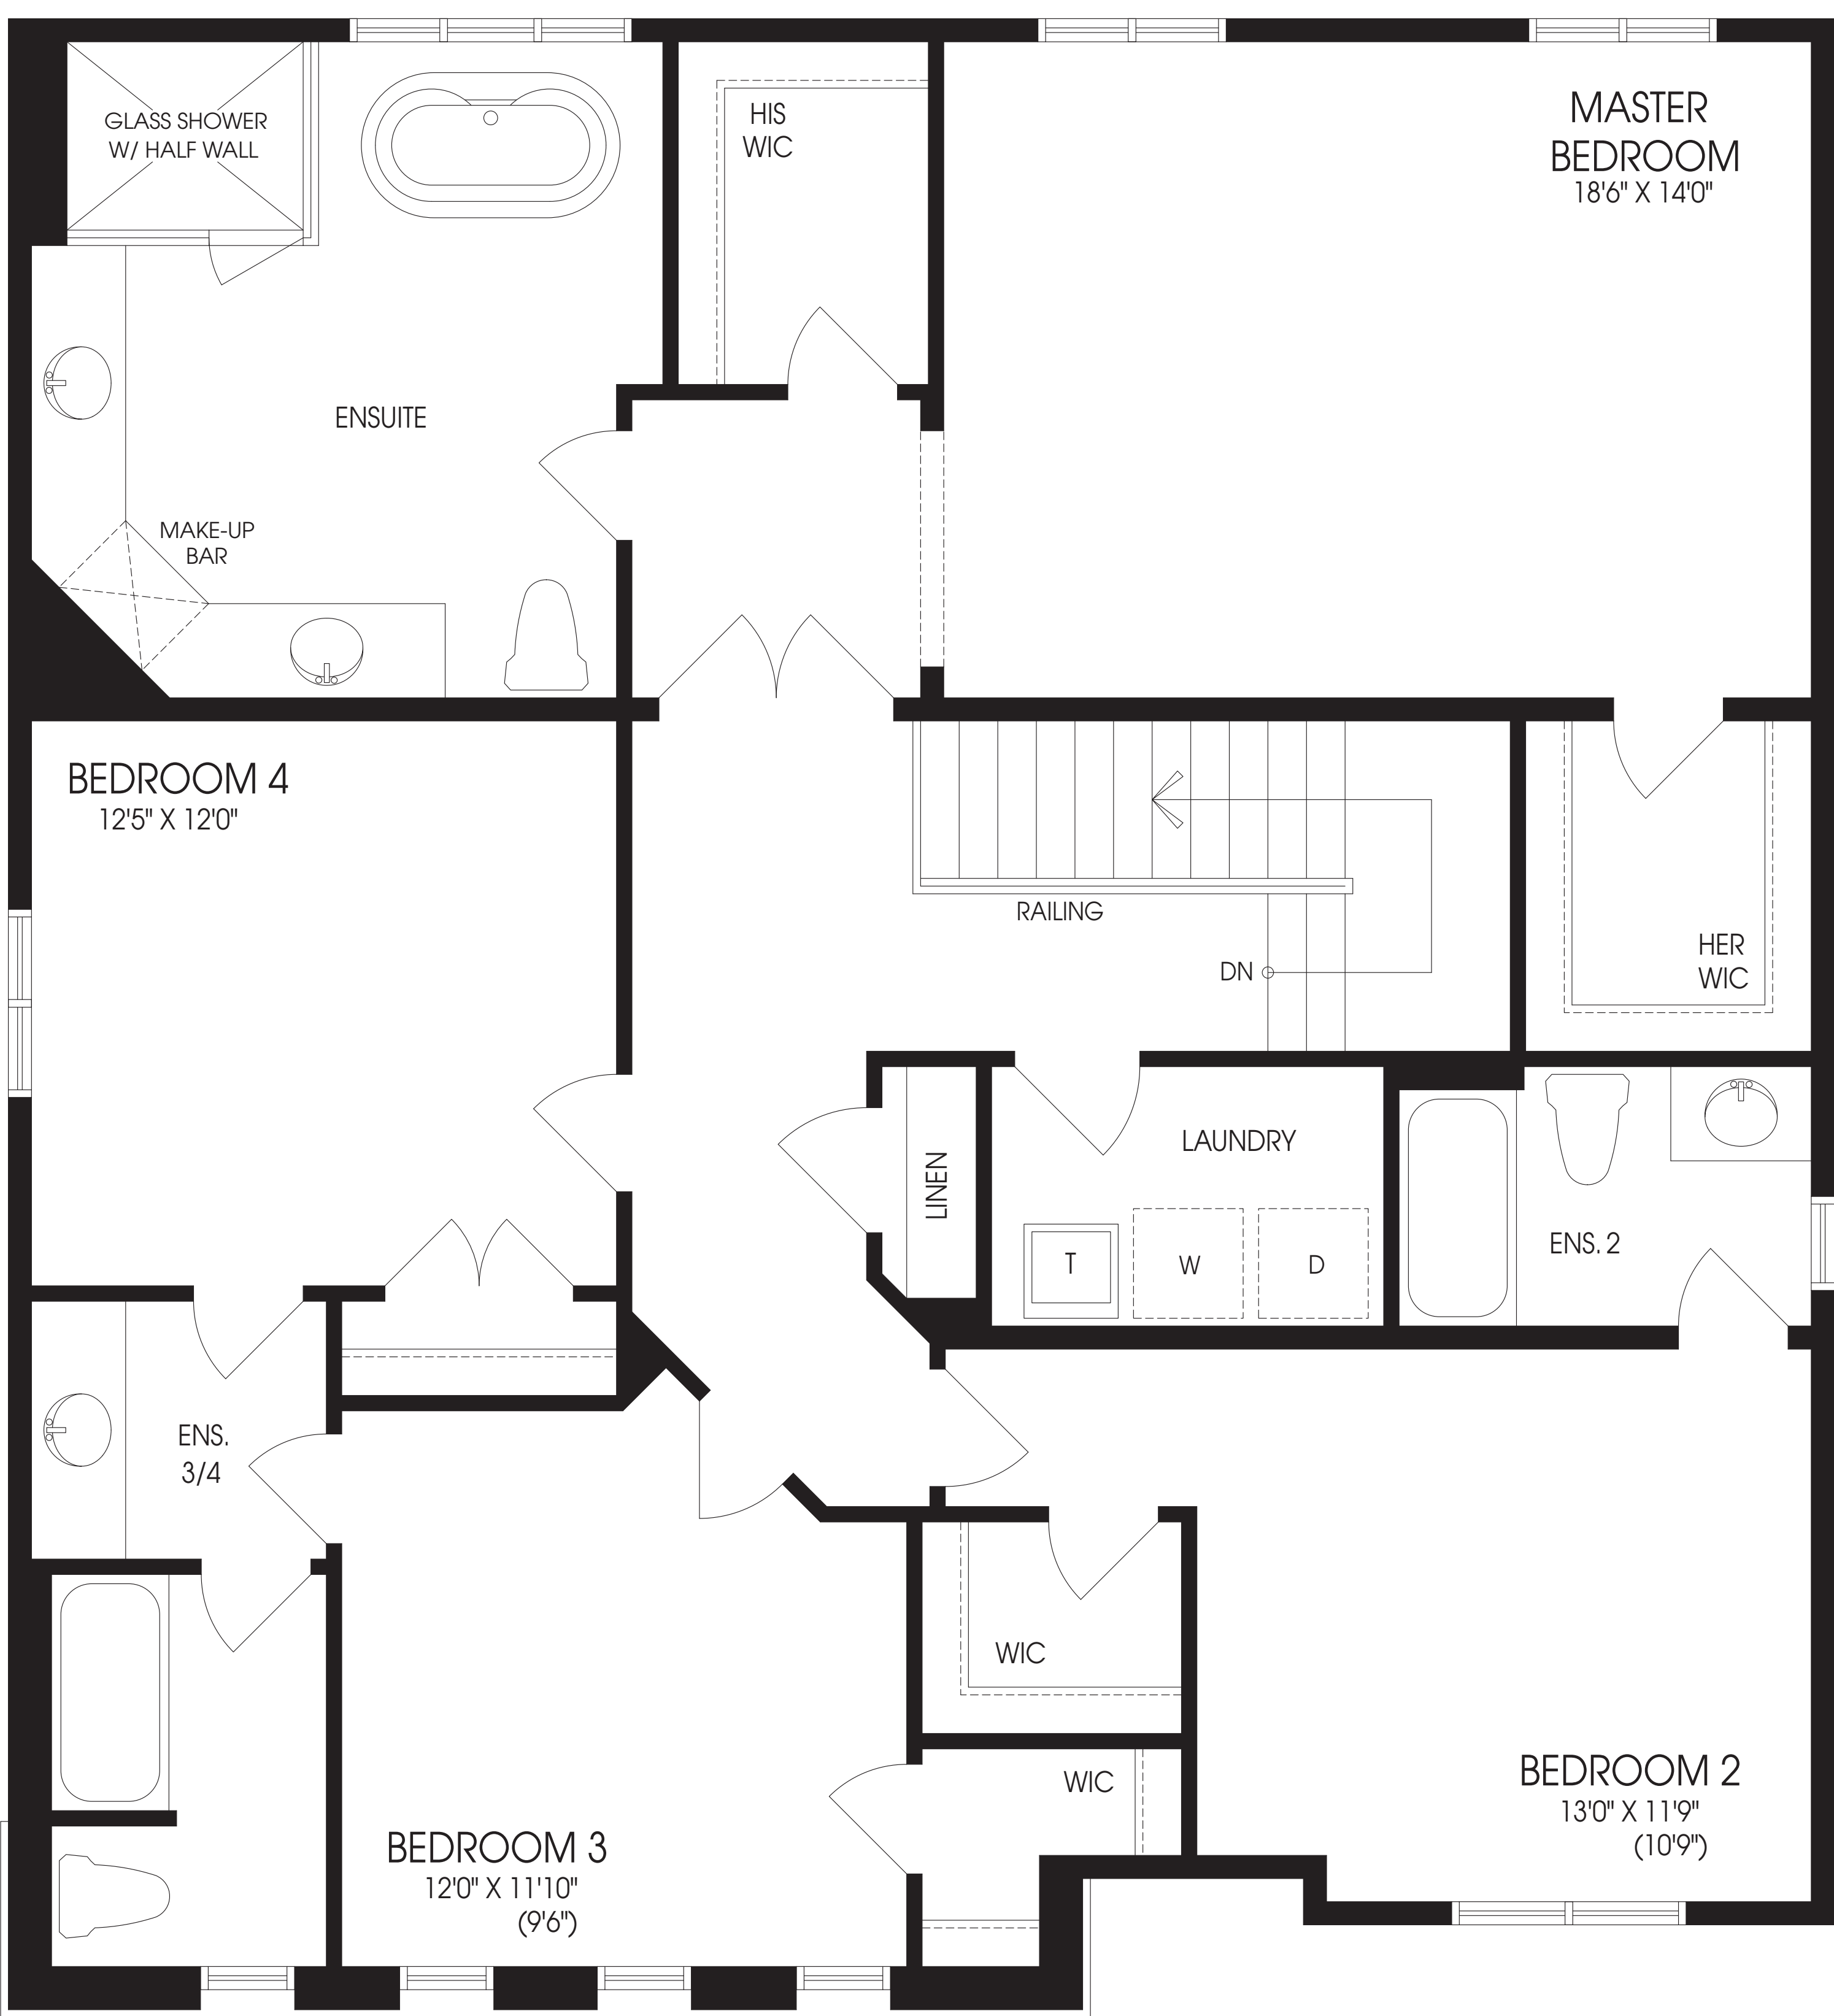 GLASS SHOWER
W/ HALF WALL
HIS
WIC
MASTER
BEDROOM
18'6" X 14'0"
ENSUITE
MAKE-UP
BAR
BEDROOM 4
12'5" X 12'0"
RAILING
DN
HER
WIC
LINEN
LAUNDRY
T
W
D
ENS. 2
ENS.
3/4
WIC
WIC
BEDROOM 2
13'0" X 11'9"
(10'9")
BEDROOM 3
12'0" X 11'10"
(9'6")